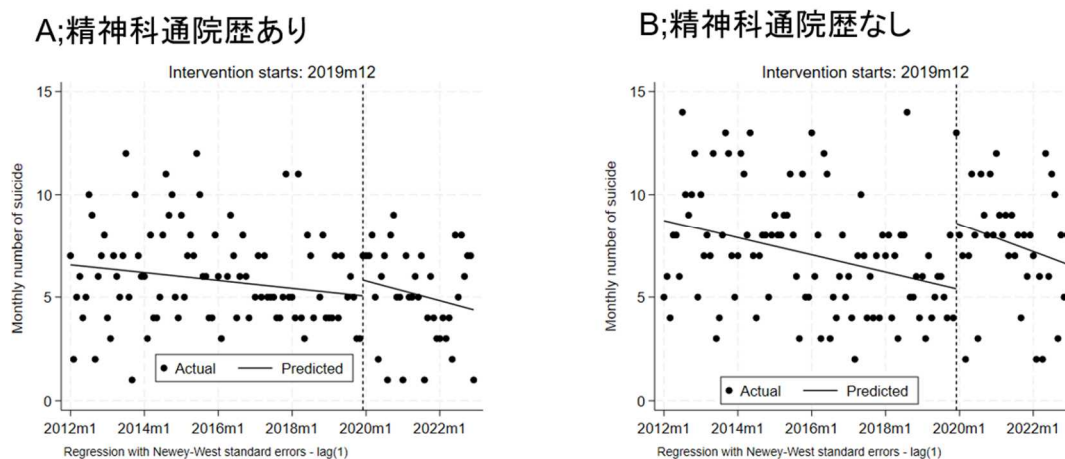 A;精神科通院歴あり
Intervention starts: 2019m12
Monthly number of suicide
15
10
5
0
Actual
Predicted
2012m1
2014m1
2016m1
2018m1
2020m1
2022m1
Regression with Newey-West standard errors - lag(1)
B;精神科通院歴なし
Intervention starts: 2019m12
Monthly number of suicide
15
10
5
0
Actual
Predicted
2012m1
2014m1
2016m1
2018m1
2020m1
2022m1
Regression with Newey-West standard errors - lag(1)